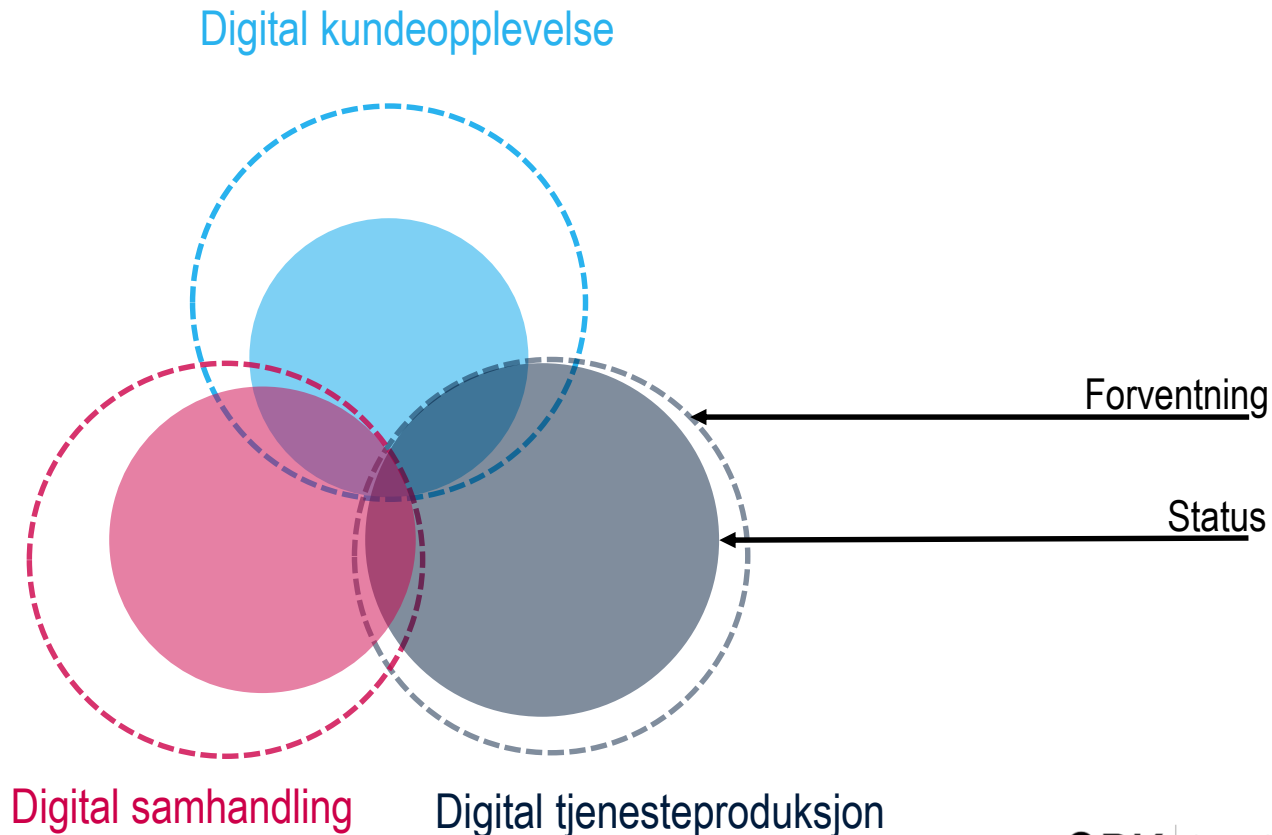 Digital kundeopplevelse
Forventning
Status
Digital samhandling
Digital tjenesteproduksjon